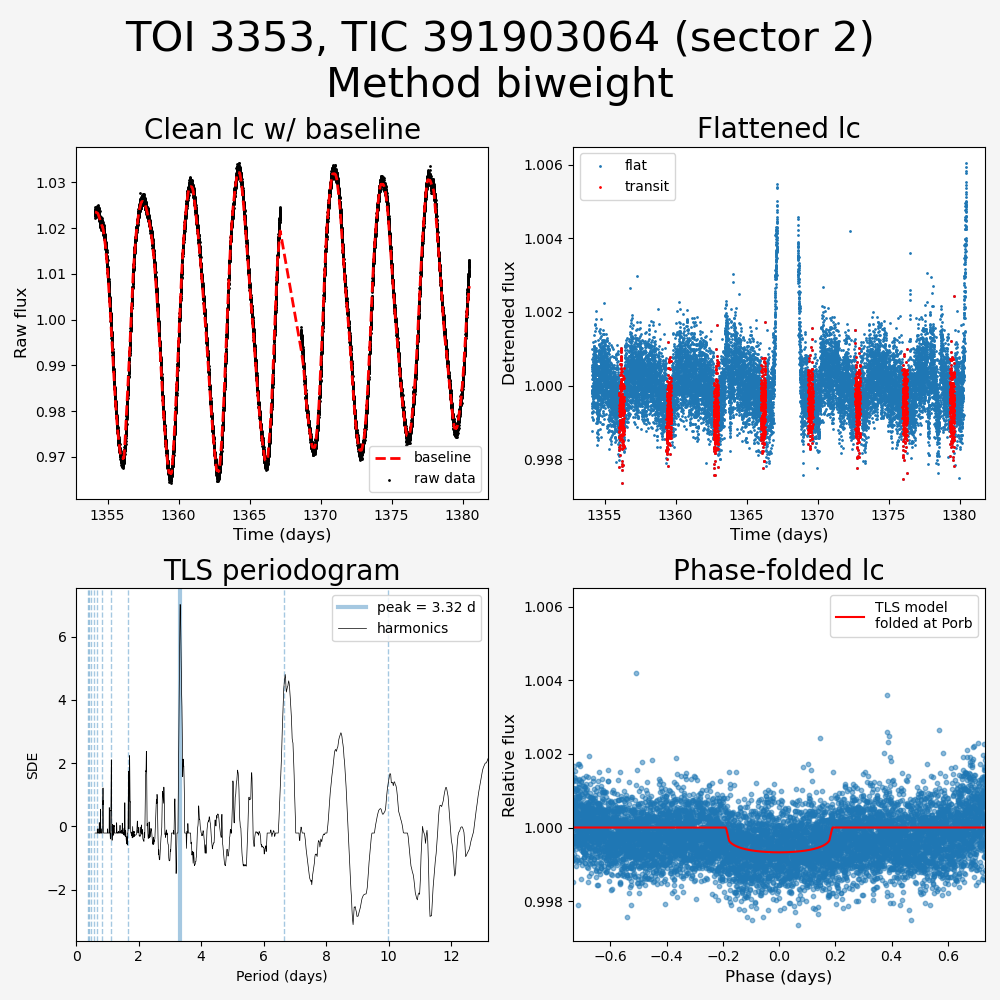 TOI 3353, TIC 391903064 (sector 2)
Method biweight
Clean lc w/ baseline
Raw flux
1.03
1.02
1.01
1.00
0.99
0.98
0.97
baseline
raw data
1355 1360 1365 1370 1375 1380
Time (days)
Flattened lc
Detrended flux
1.006
1.004
1.002
1.000
0.998
flat
transit
1355 1360 1365 1370 1375 1380
Time (days)
TLS periodogram
SDE
6
4
2
0
−2
peak = 3.32 d
harmonics
0 2 4 6 8 10 12
Period (days)
Phase-folded lc
Relative flux
1.006
1.004
1.002
1.000
0.998
TLS model
folded at Porb
−0.6 −0.4 −0.2 0.0 0.2 0.4 0.6
Phase (days)